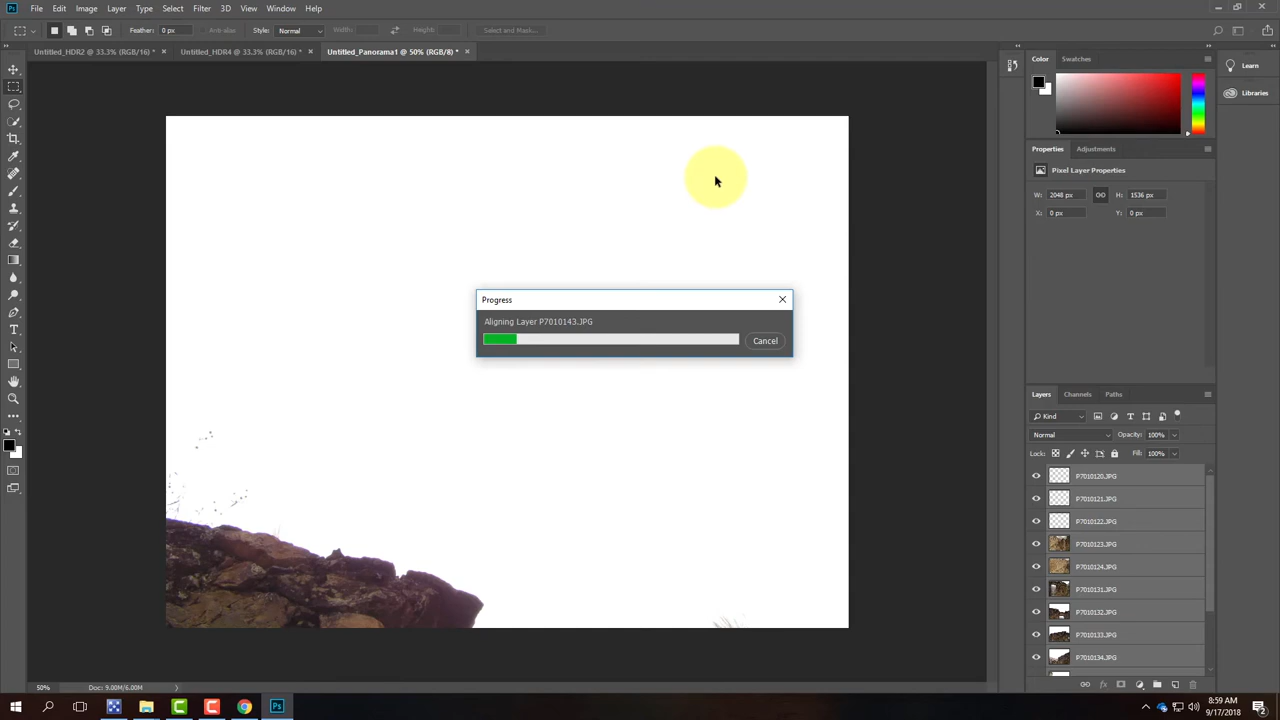 Ps File Edit Image Layer Type Select Filter 3D View Window Help
Feather: 0 px Anti-alias Style: Normal Width: Height: Select and Mask...
Untitled_HDR2 @ 33.3% (RGB/16) * Untitled_HDR4 @ 33.3% (RGB/16) * Untitled_Panorama1 @ 50% (RGB/8) *
Color Swatches
Learn
Libraries
Properties Adjustments
Pixel Layer Properties
W: 2048 px H: 1536 px
X: 0 px Y: 0 px
Progress
Aligning Layer P7010143.JPG
Cancel
Layers Channels Paths
Kind
Normal Opacity: 100%
Lock: Fill: 100%
P7010120.JPG
P7010121.JPG
P7010122.JPG
P7010123.JPG
P7010124.JPG
P7010131.JPG
P7010132.JPG
P7010133.JPG
P7010134.JPG
50% Doc: 9.00M/6.00M
Ps
8:59 AM
9/17/2018
2